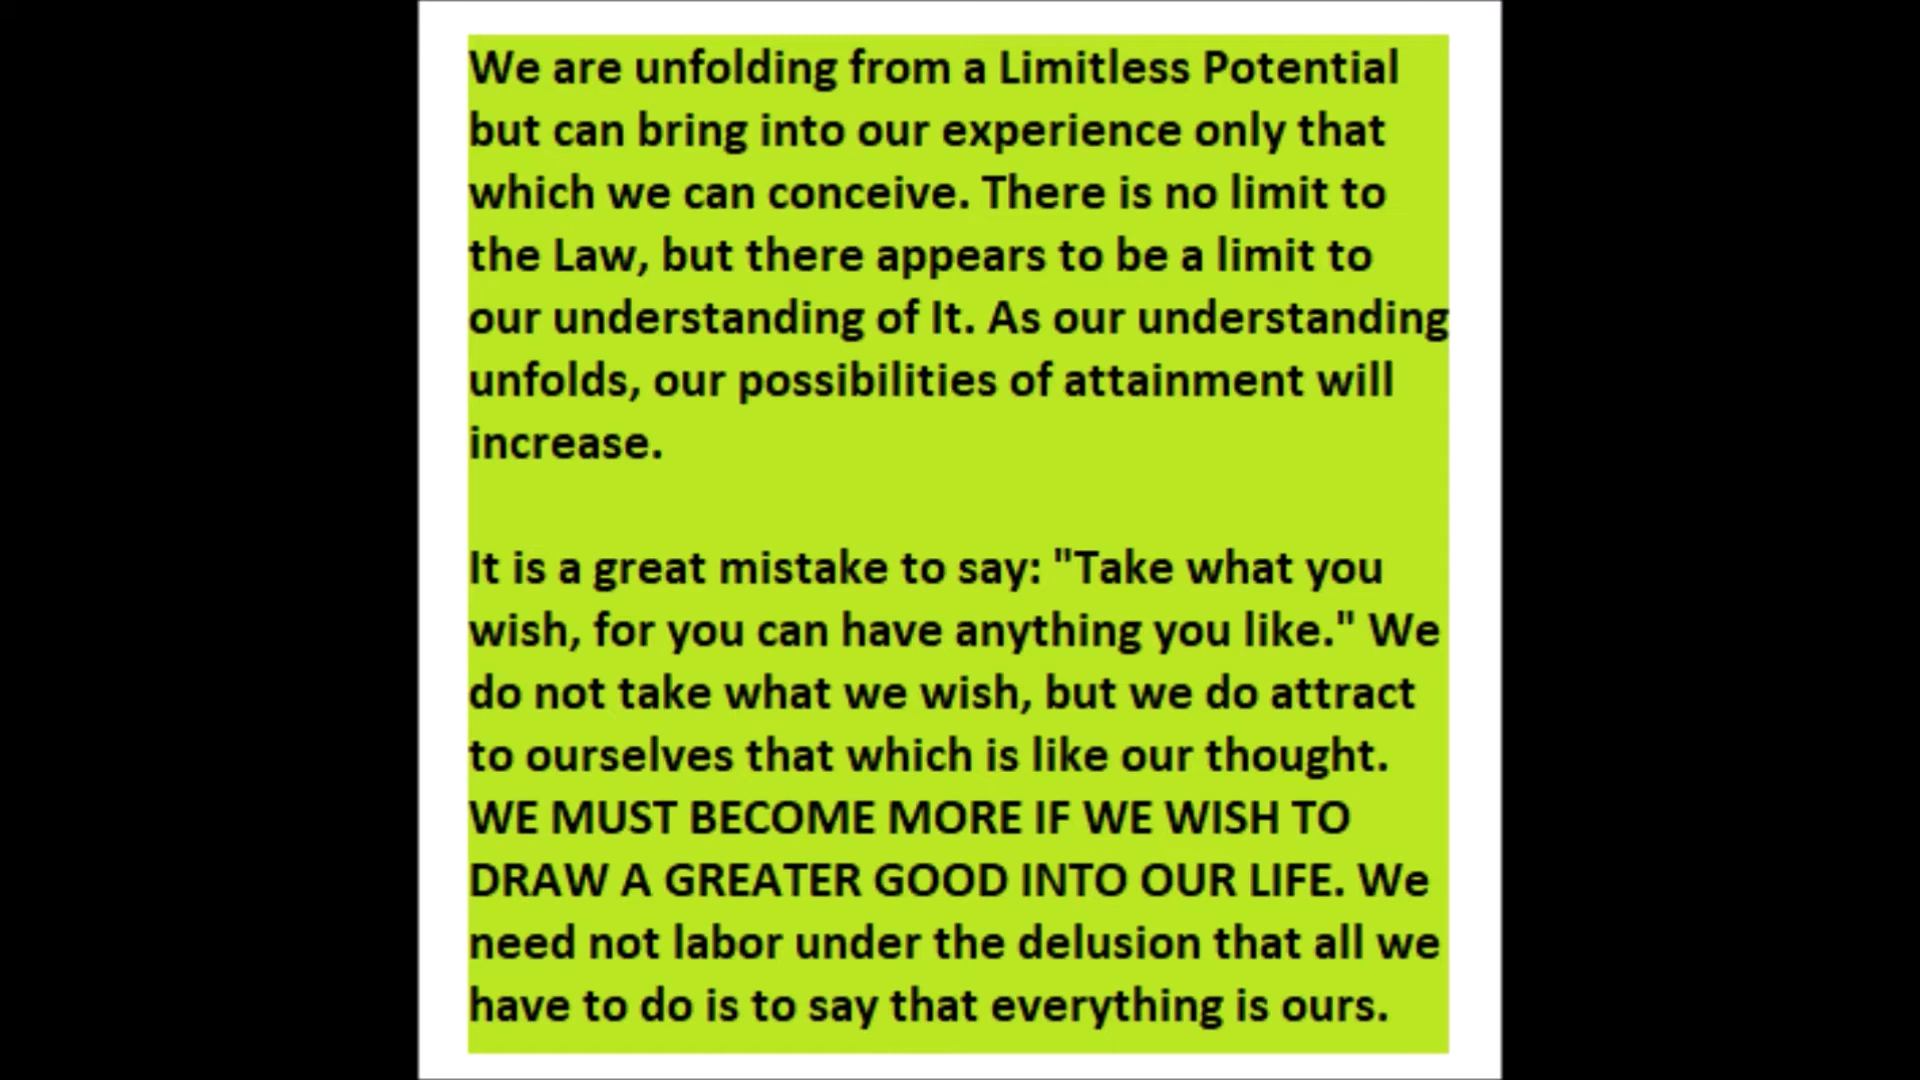 We are unfolding from a Limitless Potential
but can bring into our experience only that
which we can conceive. There is no limit to
the Law, but there appears to be a limit to
our understanding of It. As our understanding
unfolds, our possibilities of attainment will
increase.
It is a great mistake to say: "Take what you
wish, for you can have anything you like." We
do not take what we wish, but we do attract
to ourselves that which is like our thought.
WE MUST BECOME MORE IF WE WISH TO
DRAW A GREATER GOOD INTO OUR LIFE. We
need not labor under the delusion that all we
have to do is to say that everything is ours.